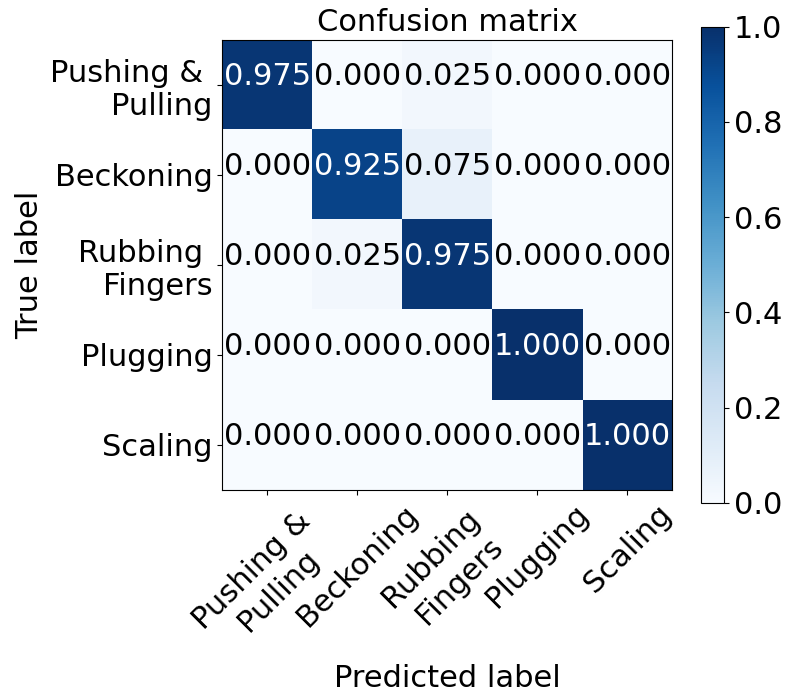 Confusion matrix
Pushing &
Pulling
0.975 0.000 0.025 0.000 0.000
Beckoning
0.000 0.925 0.075 0.000 0.000
Rubbing
Fingers
0.000 0.025 0.975 0.000 0.000
Plugging
0.000 0.000 0.000 1.000 0.000
Scaling
0.000 0.000 0.000 0.000 1.000
True label
Pushing &
Pulling
Beckoning
Rubbing
Fingers
Plugging
Scaling
Predicted label
1.0
0.8
0.6
0.4
0.2
0.0